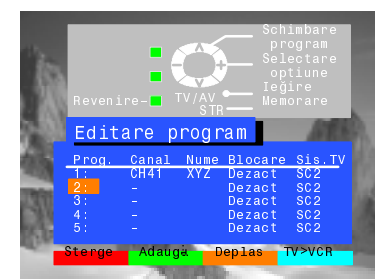 Schimbare
program
Selectare
optiune
Ieğire
Revenire
TV/AV
Memorare
STR
Editare program
Prog. Canal Nume Blocare Sis.TV
1: CH41 XYZ Dezact SC2
2: – Dezact SC2
3: – Dezact SC2
4: – Dezact SC2
5: – Dezact SC2
Sterge Adaugà Deplas TV>VCR